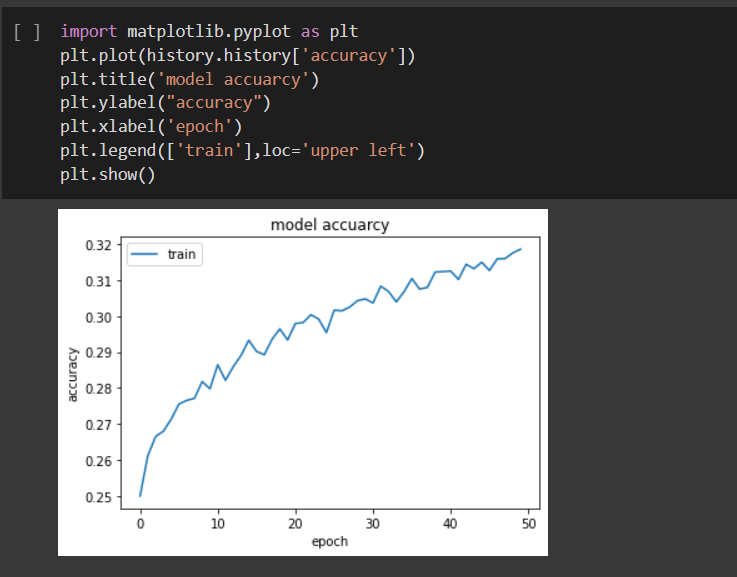 [ ] import matplotlib.pyplot as plt
plt.plot(history.history['accuracy'])
plt.title('model accuarcy')
plt.ylabel("accuracy")
plt.xlabel('epoch')
plt.legend(['train'],loc='upper left')
plt.show()
model accuarcy
train
0.32
0.31
0.30
0.29
0.28
0.27
0.26
0.25
accuracy
0 10 20 30 40 50
epoch